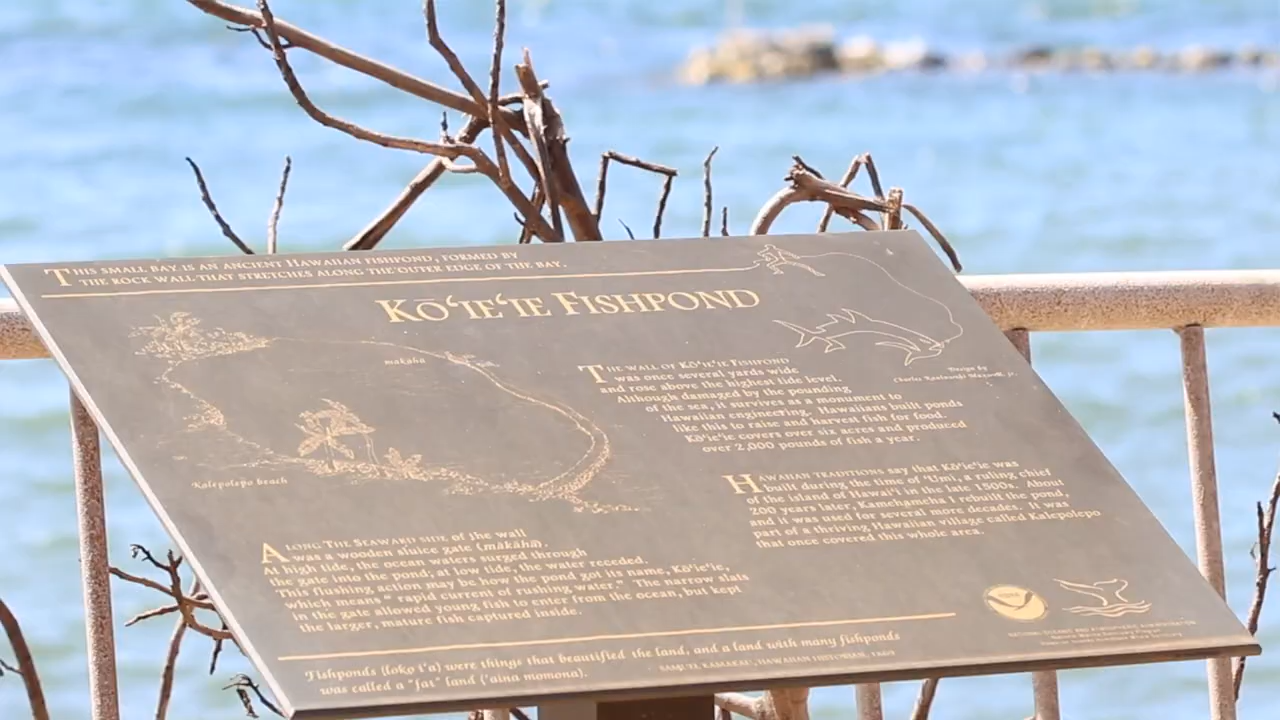 THIS SMALL BAY IS AN ANCIENT HAWAIIAN FISHPOND, FORMED BY
THE ROCK WALL THAT STRETCHES ALONG THE OUTER EDGE OF THE BAY.
KŌʻIEʻIE FISHPOND
makaha
Kalepolepo beach
THE WALL OF KŌʻIEʻIE FISHPOND
was once several yards wide
and rose above the highest tide level.
Although damaged by the pounding
of the sea, it survives as a monument to
Hawaiian engineering. Hawaiians built ponds
like this to raise and harvest fish for food.
Kōʻieʻie covers over six acres and produced
over 2,000 pounds of fish a year.
Design by
Charles
HAWAIIAN TRADITIONS say that Kōʻieʻie was
built during the time of ʻUmi, a ruling chief
of the island of Hawaiʻi in the late 1500s. About
200 years later, Kamehameha I rebuilt the pond,
and it was used for several more decades. It was
part of a thriving Hawaiian village called Kalepolepo
that once covered this whole area.
ALONG THE SEAWARD SIDE of the wall
was a wooden sluice gate (mākāhā).
At high tide, the ocean waters surged through
the gate into the pond; at low tide, the water receded.
This flushing action may be how the pond got its name, Kōʻieʻie,
which means "rapid current of rushing water." The narrow slats
in the gate allowed young fish to enter from the ocean, but kept
the larger, mature fish captured inside.
Fishponds (loko iʻa) were things that beautified the land, and a land with many fishponds
was called a "fat" land (ʻaina momona).
SAMUEL KAMAKAU, HAWAIIAN HISTORIAN, 1869